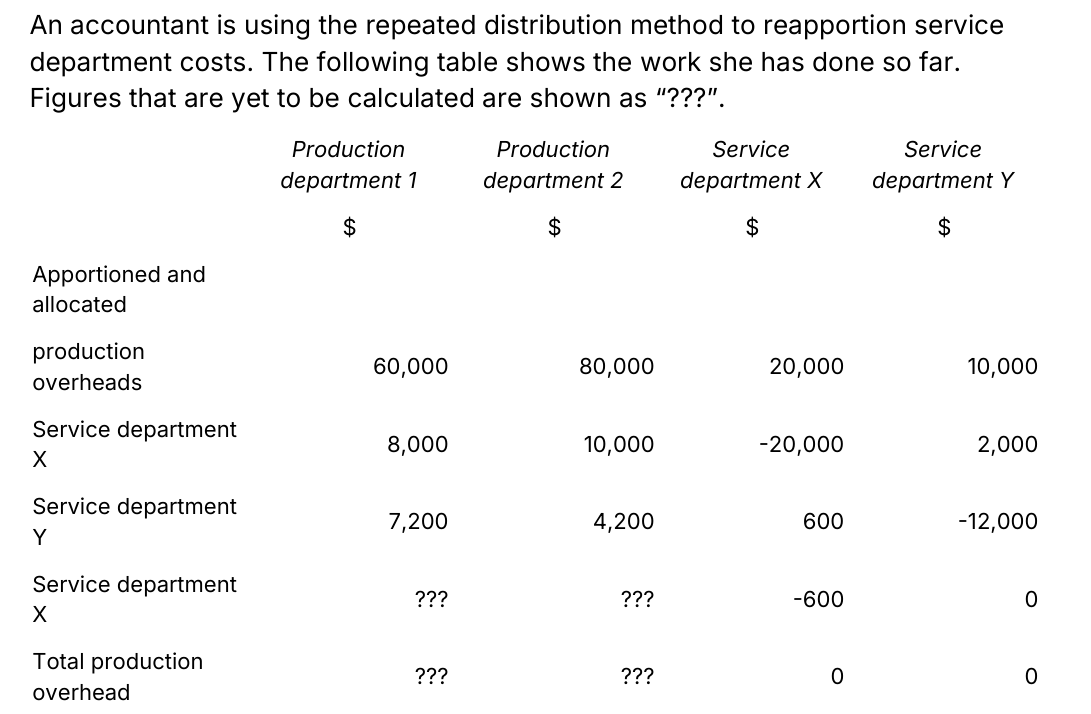 An accountant is using the repeated distribution method to reapportion service
department costs. The following table shows the work she has done so far.
Figures that are yet to be calculated are shown as “???”.
Production Production Service Service
department 1 department 2 department X department Y
$ $ $ $
Apportioned and
allocated
production
overheads 60,000 80,000 20,000 10,000
Service department
X 8,000 10,000 -20,000 2,000
Service department
Y 7,200 4,200 600 -12,000
Service department
X ??? ??? -600 0
Total production
overhead ??? ??? 0 0